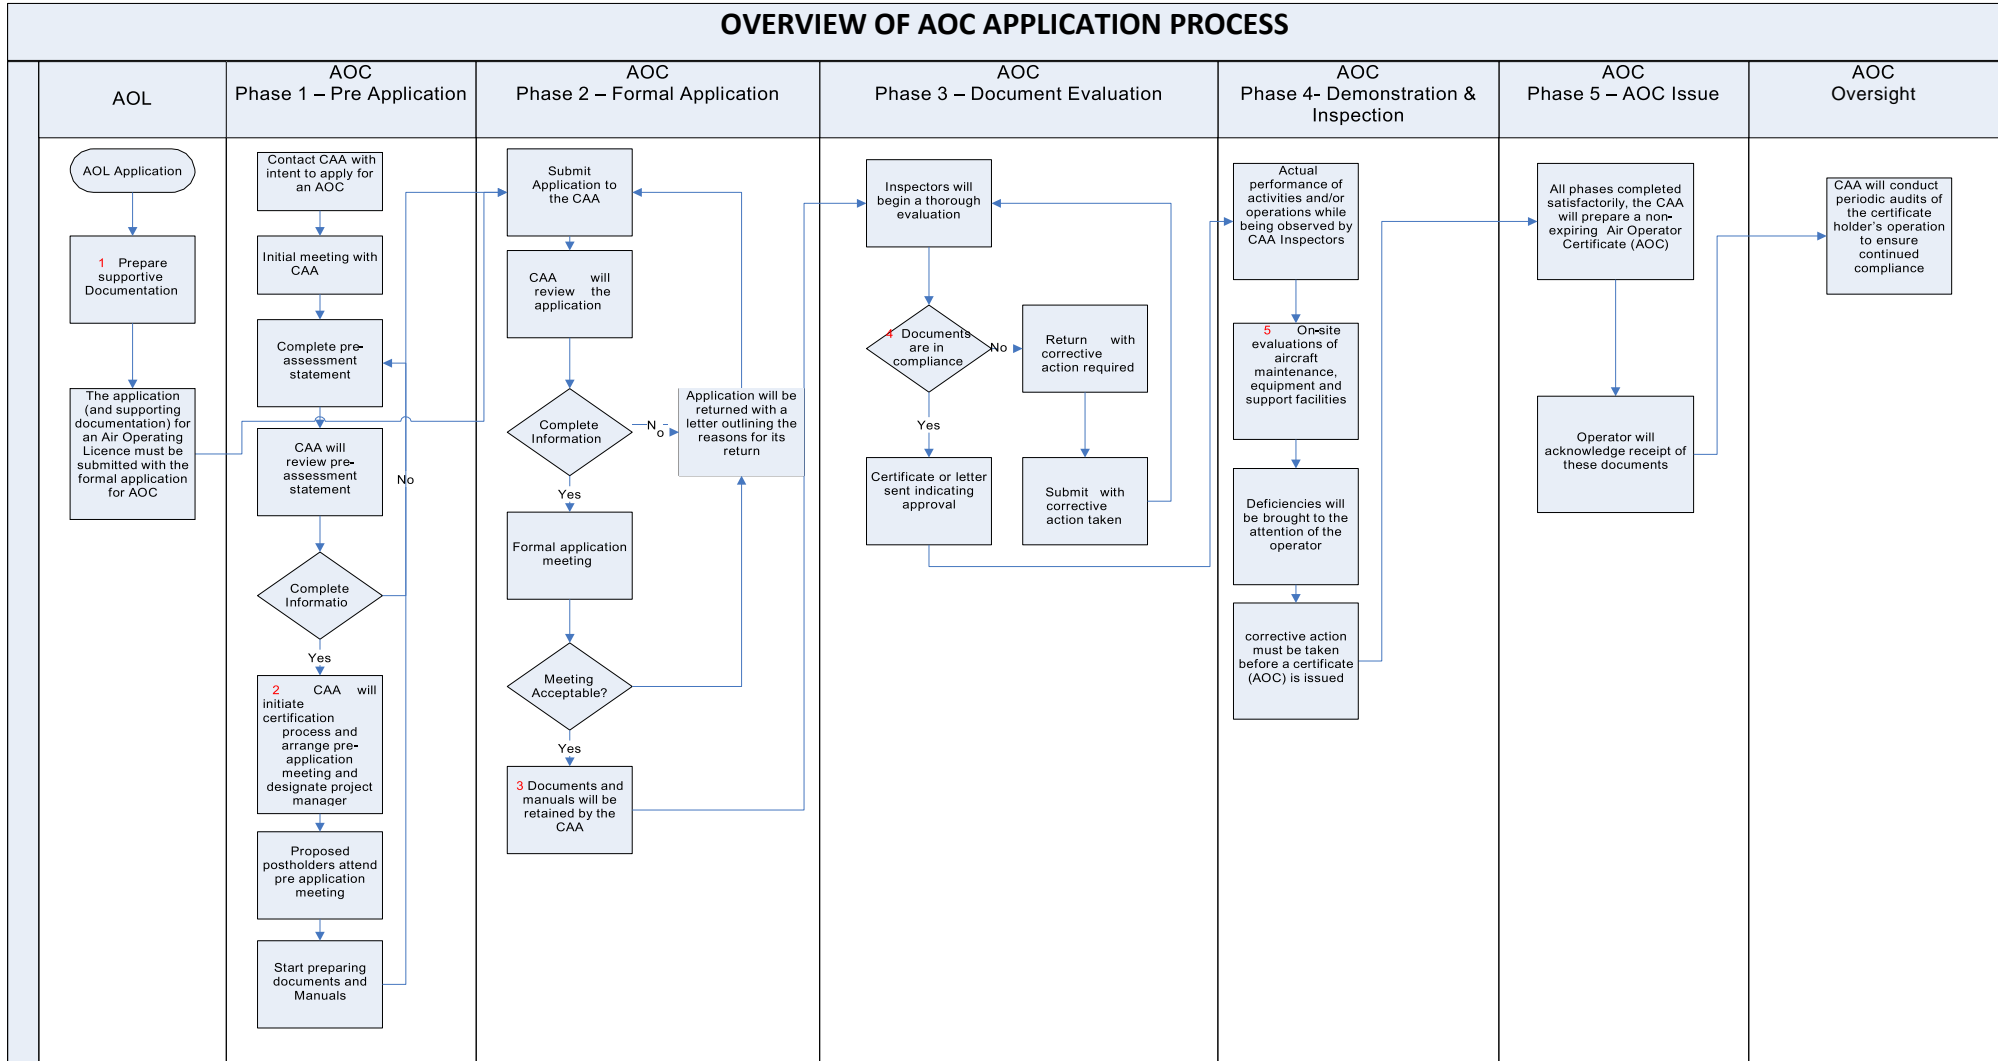 OVERVIEW OF AOC APPLICATION PROCESS
AOL
AOC
Phase 1 – Pre Application
AOC
Phase 2 – Formal Application
AOC
Phase 3 – Document Evaluation
AOC
Phase 4- Demonstration &
Inspection
AOC
Phase 5 – AOC Issue
AOC
Oversight
AOL Application
1 Prepare
supportive
Documentation
The application
(and supporting
documentation) for
an Air Operating
Licence must be
submitted with the
formal application
for AOC
Contact CAA with
intent to apply for
an AOC
Initial meeting with
CAA
Complete pre-
assessment
statement
CAA will
review pre-
assessment
statement
No
Complete
Informatio
Yes
2 CAA will
initiate
certification
process and
arrange pre-
application
meeting and
designate project
manager
Proposed
postholders attend
pre application
meeting
Start preparing
documents and
Manuals
Submit
Application to
the CAA
CAA will
review the
application
Complete
Information
No
Application will be
returned with a
letter outlining the
reasons for its
return
Yes
Formal application
meeting
Meeting
Acceptable?
Yes
3 Documents and
manuals will be
retained by the
CAA
Inspectors will
begin a thorough
evaluation
4 Documents
are in
compliance
No
Return with
corrective
action required
Yes
Certificate or letter
sent indicating
approval
Submit with
corrective
action taken
Actual
performance of
activities and/or
operations while
being observed by
CAA Inspectors
5 On-site
evaluations of
aircraft
maintenance,
equipment and
support facilities
Deficiencies will
be brought to the
attention of the
operator
corrective action
must be taken
before a certificate
(AOC) is issued
All phases completed
satisfactorily, the CAA
will prepare a non-
expiring Air Operator
Certificate (AOC)
Operator will
acknowledge receipt of
these documents
CAA will conduct
periodic audits of
the certificate
holder's operation
to ensure
continued
compliance